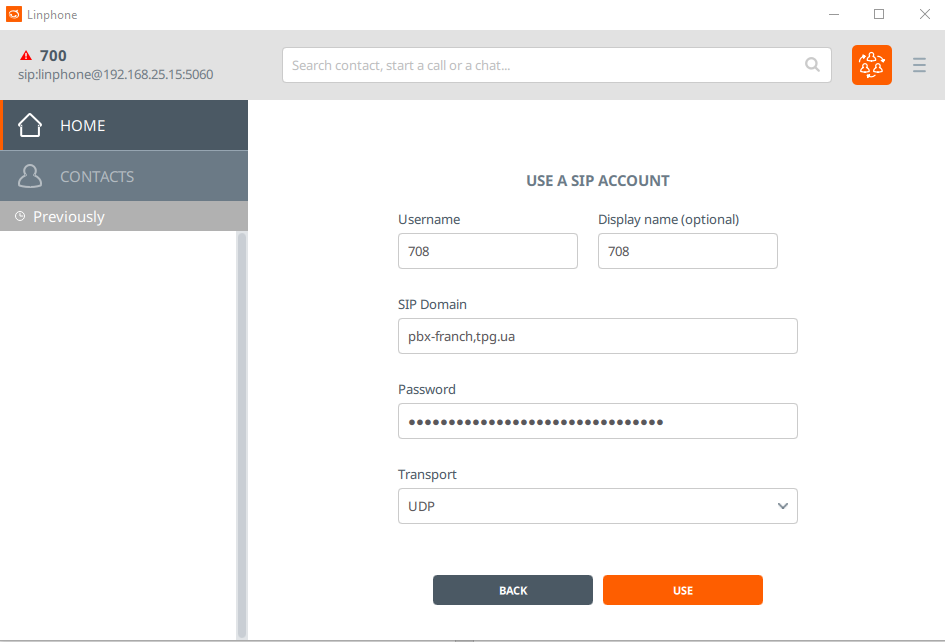 Linphone
700
sip:linphone@192.168.25.15:5060
Search contact, start a call or a chat...
HOME
CONTACTS
Previously
USE A SIP ACCOUNT
Username
Display name (optional)
708
708
SIP Domain
pbx-franch,tpg.ua
Password
••••••••••••••••••••••••••••••••
Transport
UDP
BACK
USE